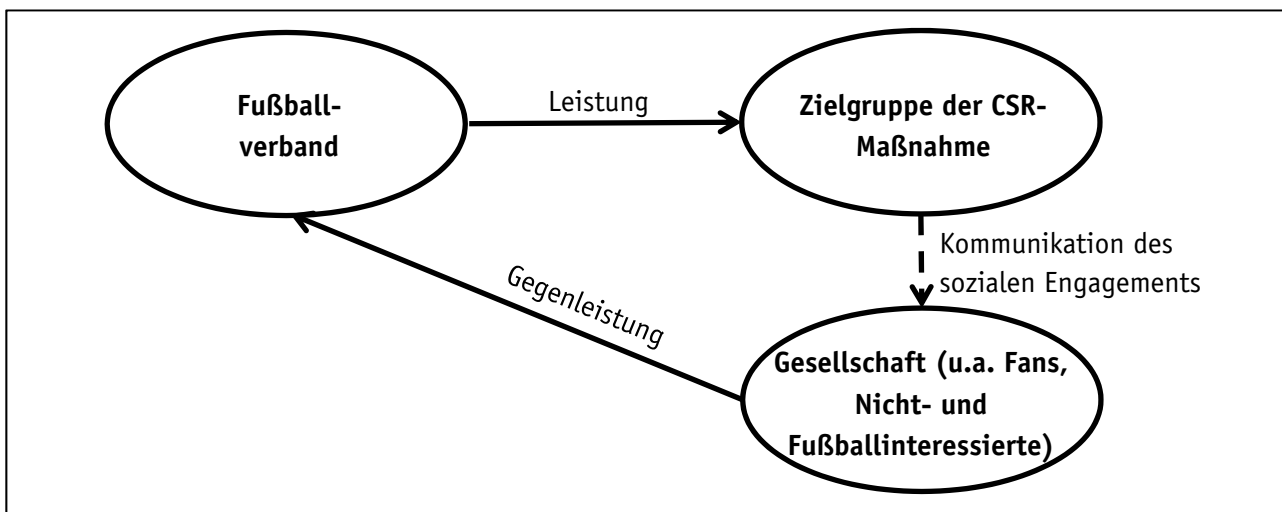 Fußball-
verband
Leistung
Zielgruppe der CSR-
Maßnahme
Kommunikation des
sozialen Engagements
Gegenleistung
Gesellschaft (u.a. Fans,
Nicht- und
Fußballinteressierte)